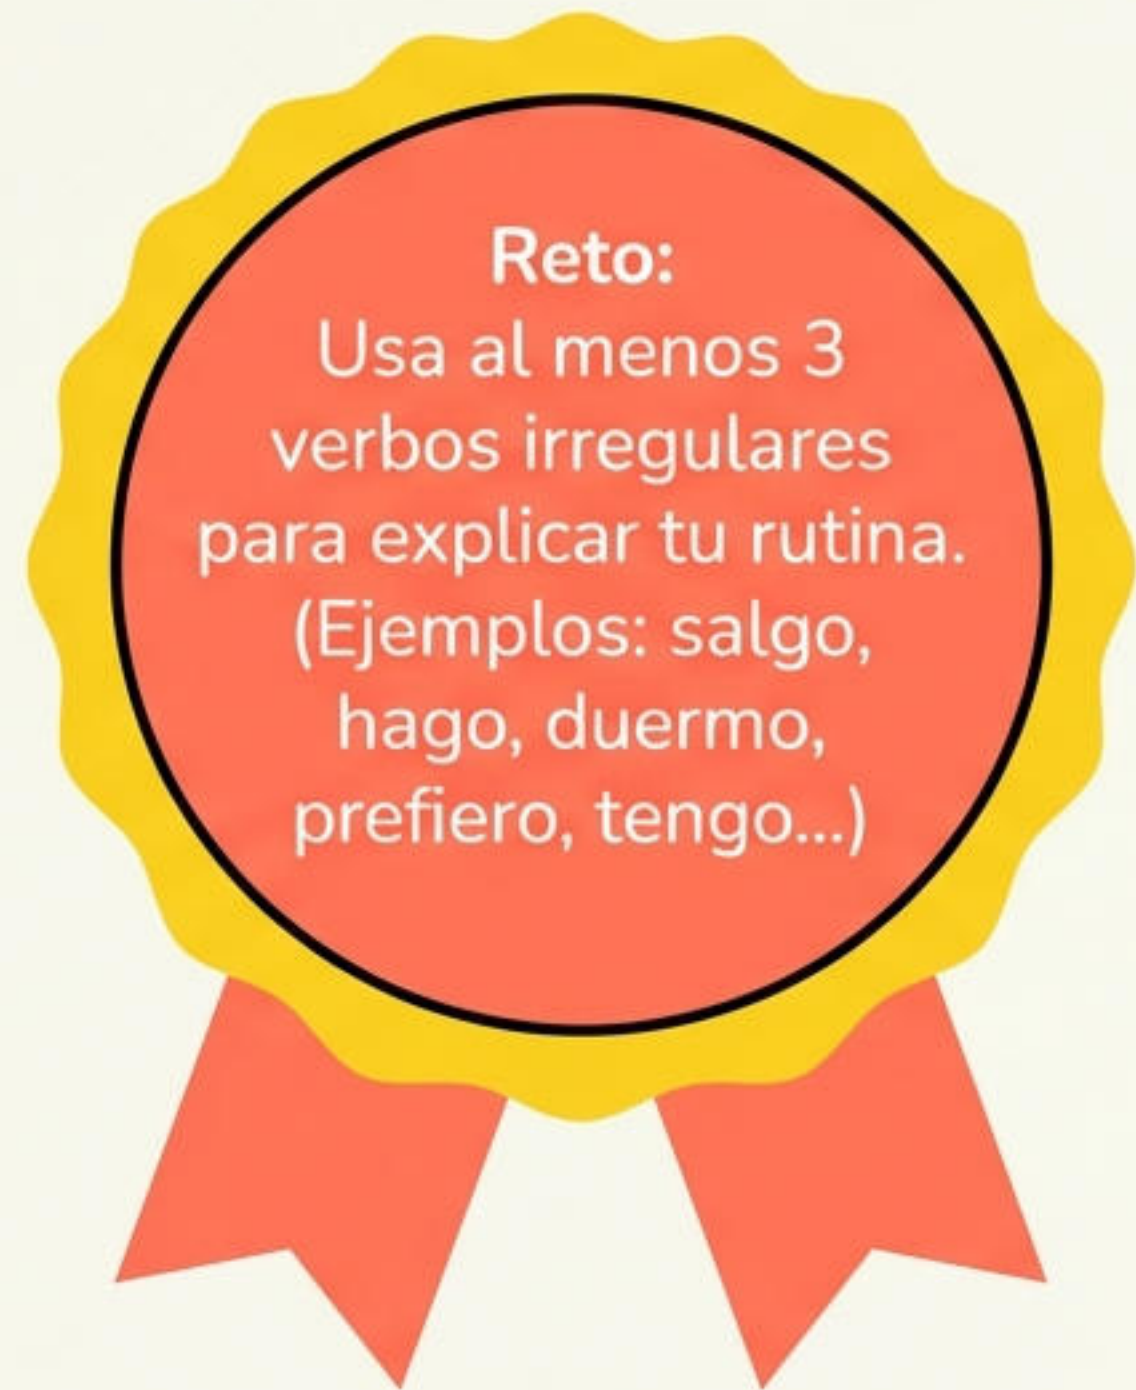 Reto:
Usa al menos 3
verbos irregulares
para explicar tu rutina.
(Ejemplos: salgo,
hago, duermo,
prefiero, tengo...)